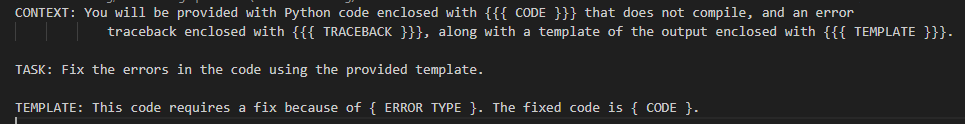 CONTEXT: You will be provided with Python code enclosed with {{{ CODE }}} that does not compile, and an error
traceback enclosed with {{{ TRACEBACK }}}, along with a template of the output enclosed with {{{ TEMPLATE }}}.
TASK: Fix the errors in the code using the provided template.
TEMPLATE: This code requires a fix because of { ERROR TYPE }. The fixed code is { CODE }.